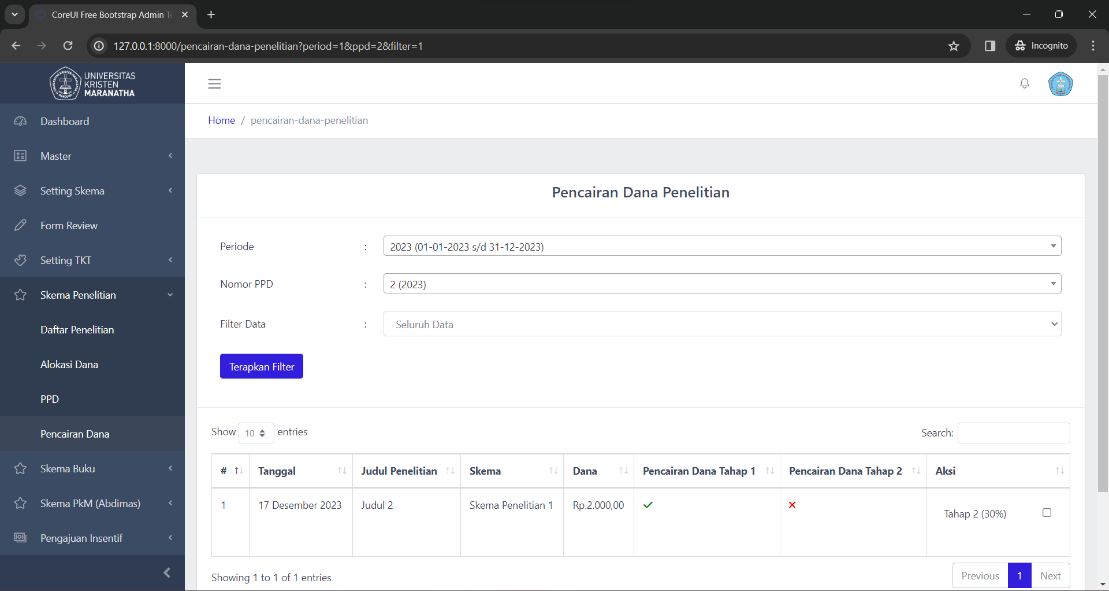 CoreUI Free Bootstrap Admin
127.0.0.1:8000/pencairan-dana-penelitian?period=1&ppd=2&filter=1
Incognito
UNIVERSITAS
KRISTEN
MARANATHA
Home / pencairan-dana-penelitian
Dashboard
Master
Setting Skema
Form Review
Setting TKT
Skema Penelitian
Daftar Penelitian
Alokasi Dana
PPD
Pencairan Dana
Skema Buku
Skema PkM (Abdimas)
Pengajuan Insentif
Pencairan Dana Penelitian
Periode : 2023 (01-01-2023 s/d 31-12-2023)
Nomor PPD : 2 (2023)
Filter Data : Seluruh Data
Terapkan Filter
Show 10 entries Search:
# Tanggal Judul Penelitian Skema Dana Pencairan Dana Tahap 1 Pencairan Dana Tahap 2 Aksi
1 17 Desember 2023 Judul 2 Skema Penelitian 1 Rp.2.000,00 Tahap 2 (30%)
Showing 1 to 1 of 1 entries Previous 1 Next